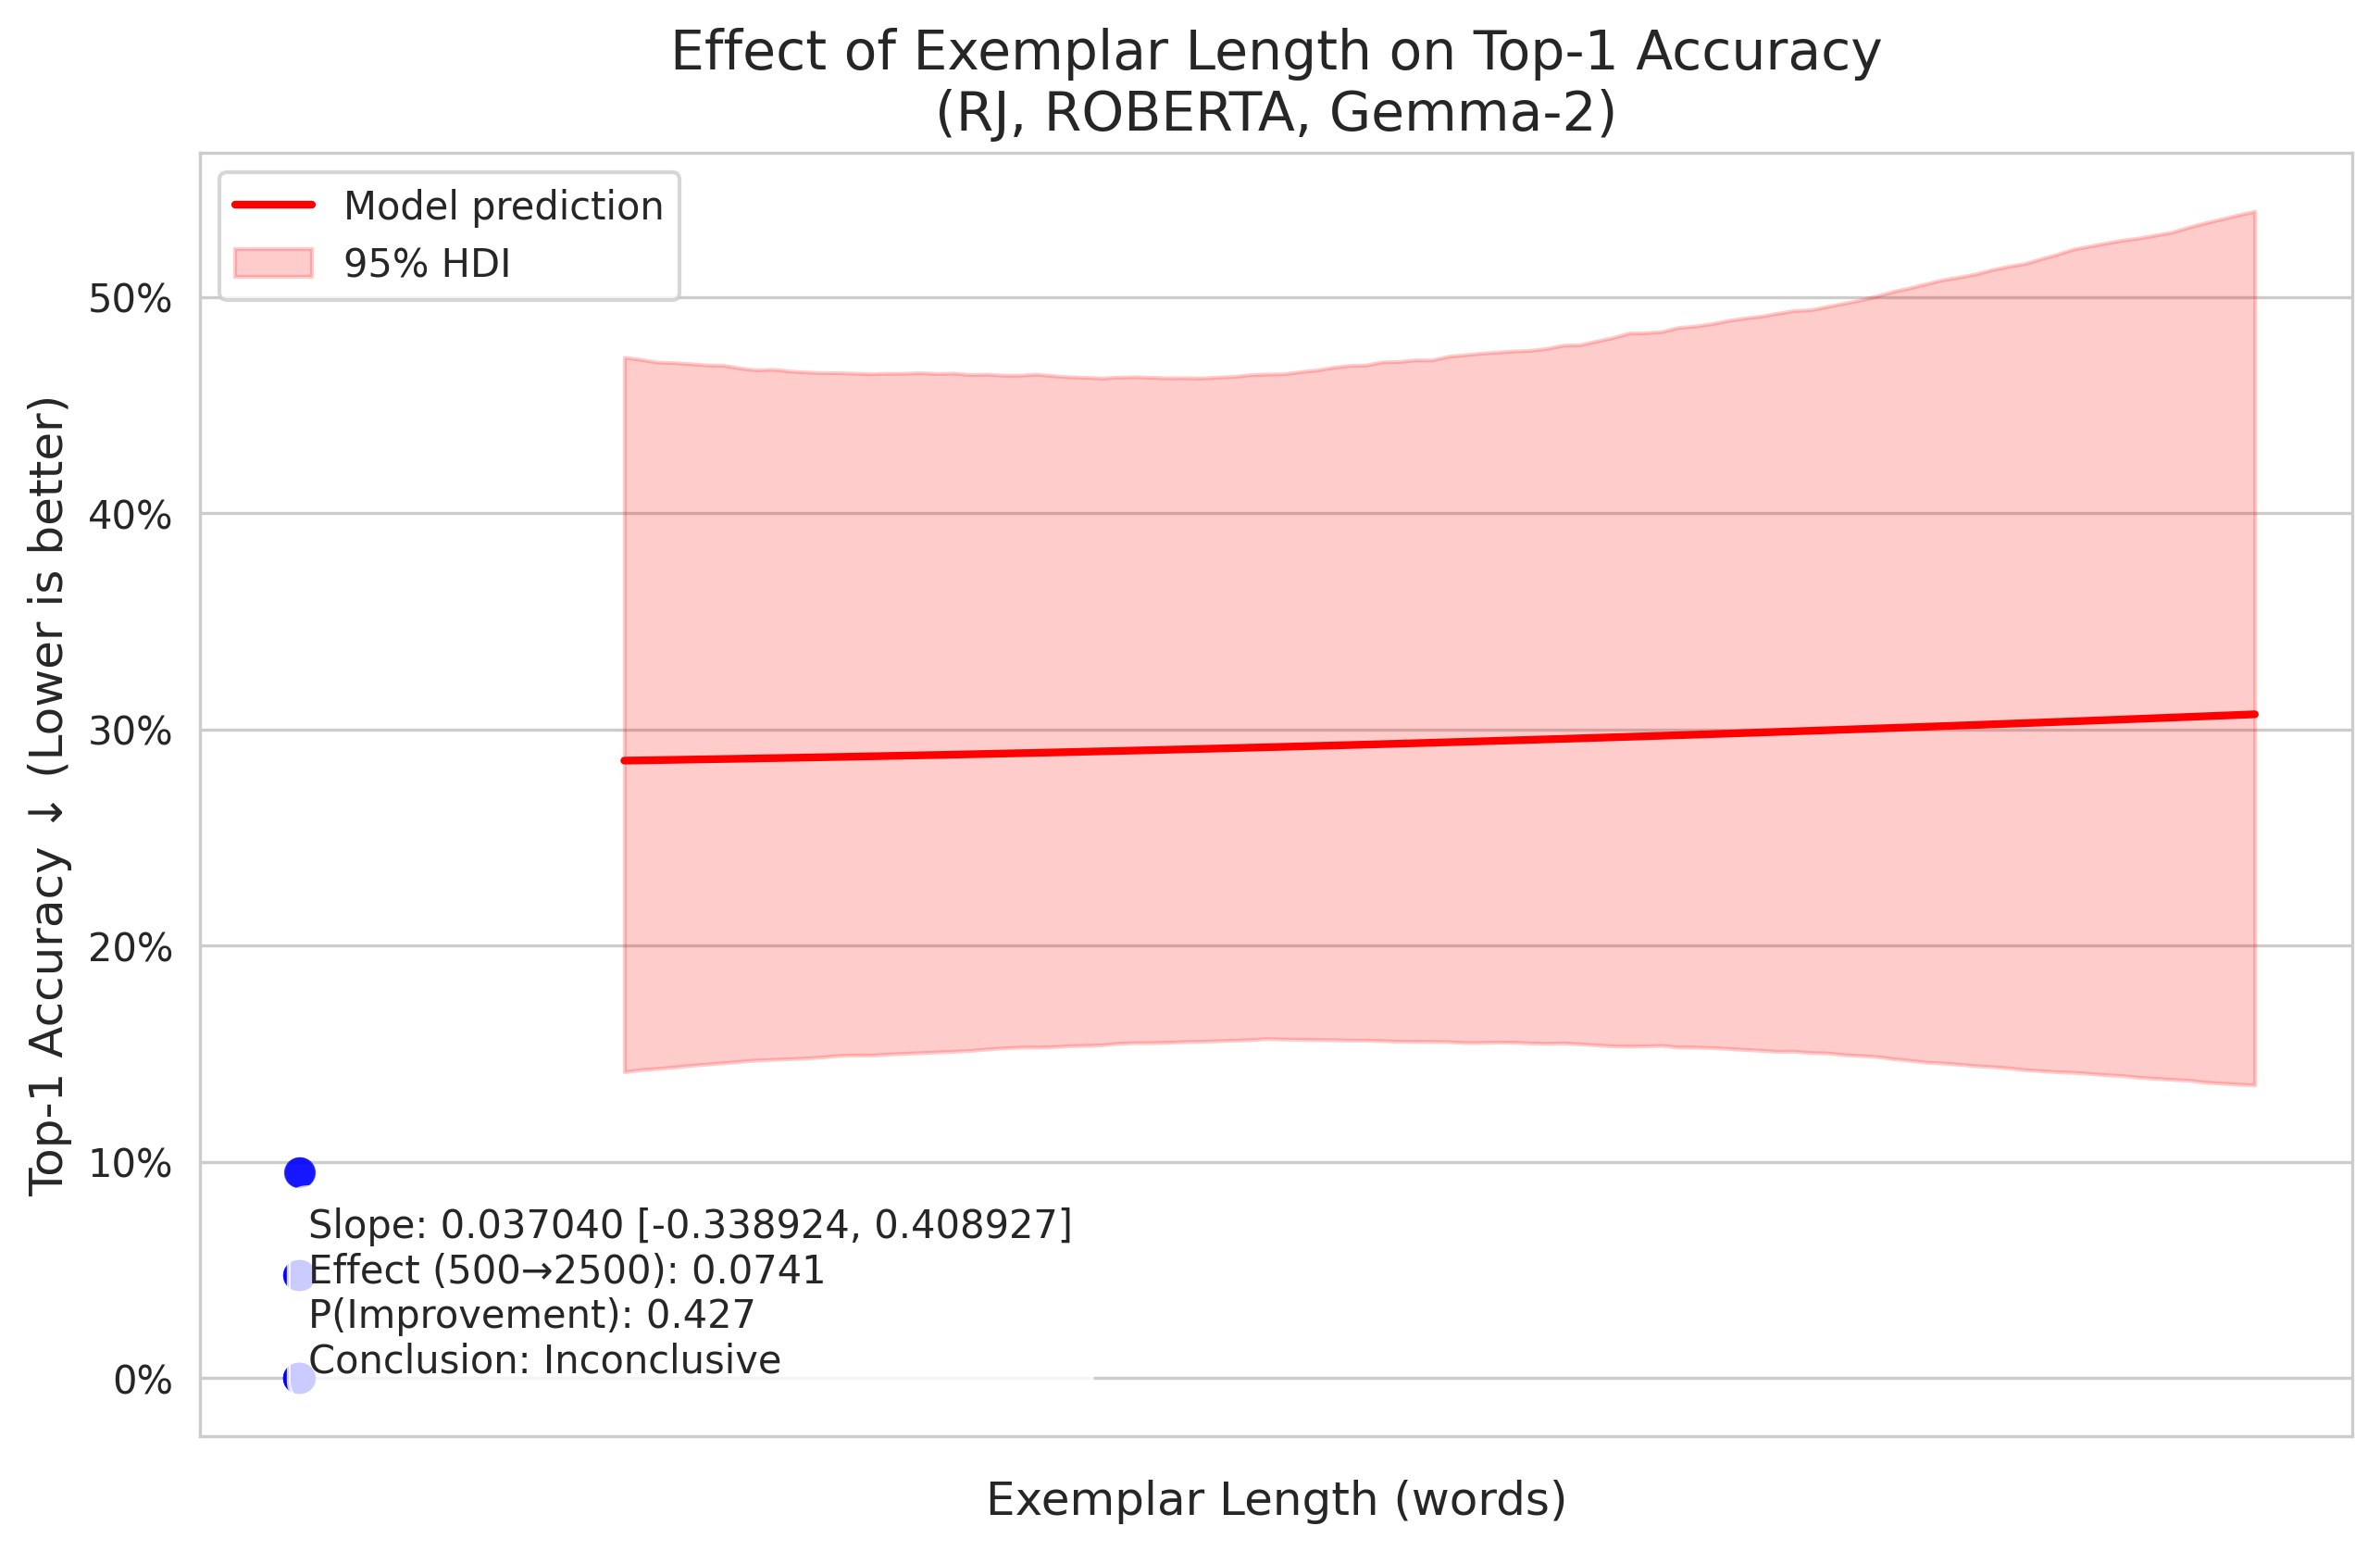 Effect of Exemplar Length on Top-1 Accuracy
(RJ, ROBERTA, Gemma-2)
Model prediction
95% HDI
50%
40%
30%
20%
10%
0%
Top-1 Accuracy ↓ (Lower is better)
Slope: 0.037040 [-0.338924, 0.408927]
Effect (500→2500): 0.0741
P(Improvement): 0.427
Conclusion: Inconclusive
Exemplar Length (words)